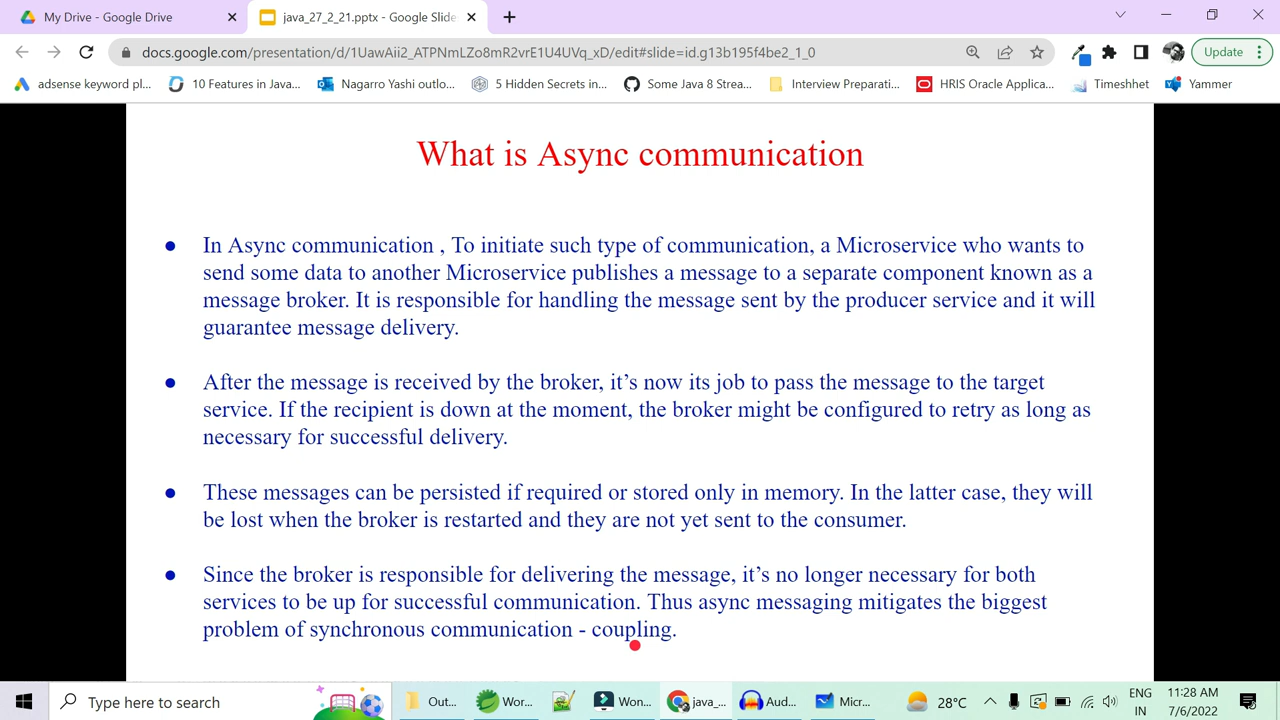 My Drive - Google Drive
java_27_2_21.pptx - Google Slide
docs.google.com/presentation/d/1UawAii2_ATPNmLZo8mR2vrE1U4UVq_xD/edit#slide=id.g13b195f4be2_1_0
Update
adsense keyword pl... 10 Features in Java... Nagarro Yashi outlo... 5 Hidden Secrets in... Some Java 8 Strea... Interview Preparati... HRIS Oracle Applica... Timeshhet Yammer
What is Async communication
● In Async communication , To initiate such type of communication, a Microservice who wants to
send some data to another Microservice publishes a message to a separate component known as a
message broker. It is responsible for handling the message sent by the producer service and it will
guarantee message delivery.
● After the message is received by the broker, it’s now its job to pass the message to the target
service. If the recipient is down at the moment, the broker might be configured to retry as long as
necessary for successful delivery.
● These messages can be persisted if required or stored only in memory. In the latter case, they will
be lost when the broker is restarted and they are not yet sent to the consumer.
● Since the broker is responsible for delivering the message, it’s no longer necessary for both
services to be up for successful communication. Thus async messaging mitigates the biggest
problem of synchronous communication - coupling.
Type here to search
Out... Wor... Won... java_... Aud... Micr...
28°C
ENG
IN
11:28 AM
7/6/2022